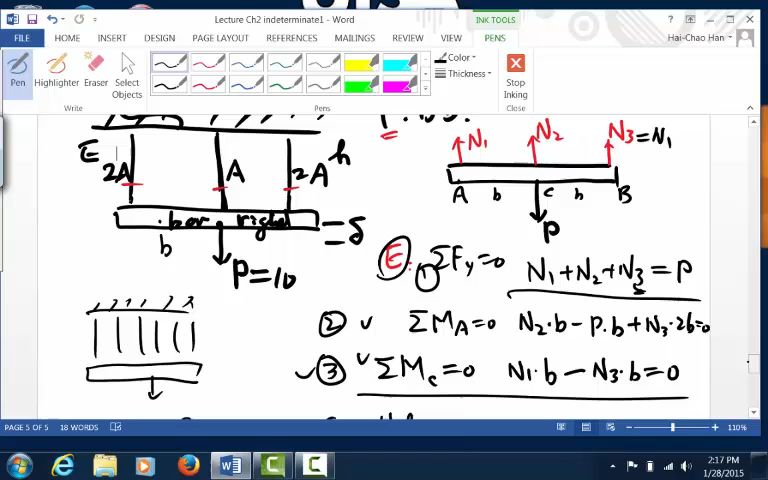 Lecture Ch2 indeterminate1 - Word
INK TOOLS
FILE HOME INSERT DESIGN PAGE LAYOUT REFERENCES MAILINGS REVIEW VIEW PENS
Hai-Chao Han
Pen
Highlighter
Eraser
Select Objects
Color
Thickness
Stop Inking
Write
Pens
Close
E 2A A 2A h
bar rigid = δ
b
P=10
N1 N2 N3=N1
A b C b B
P
E: ① ΣFy=0 N1+N2+N3=P
② ΣMA=0 N2·b-P.b+N3·2b=0
③ ΣMc=0 N1·b-N3·b=0
PAGE 5 OF 5 18 WORDS
110%
2:17 PM
1/28/2015